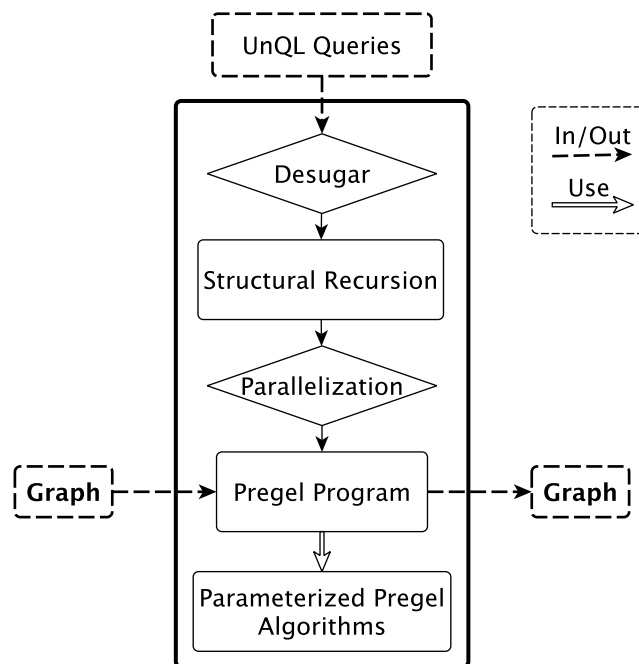 UnQL Queries
In/Out
Desugar
Use
Structural Recursion
Parallelization
Graph
Pregel Program
Graph
Parameterized Pregel
Algorithms